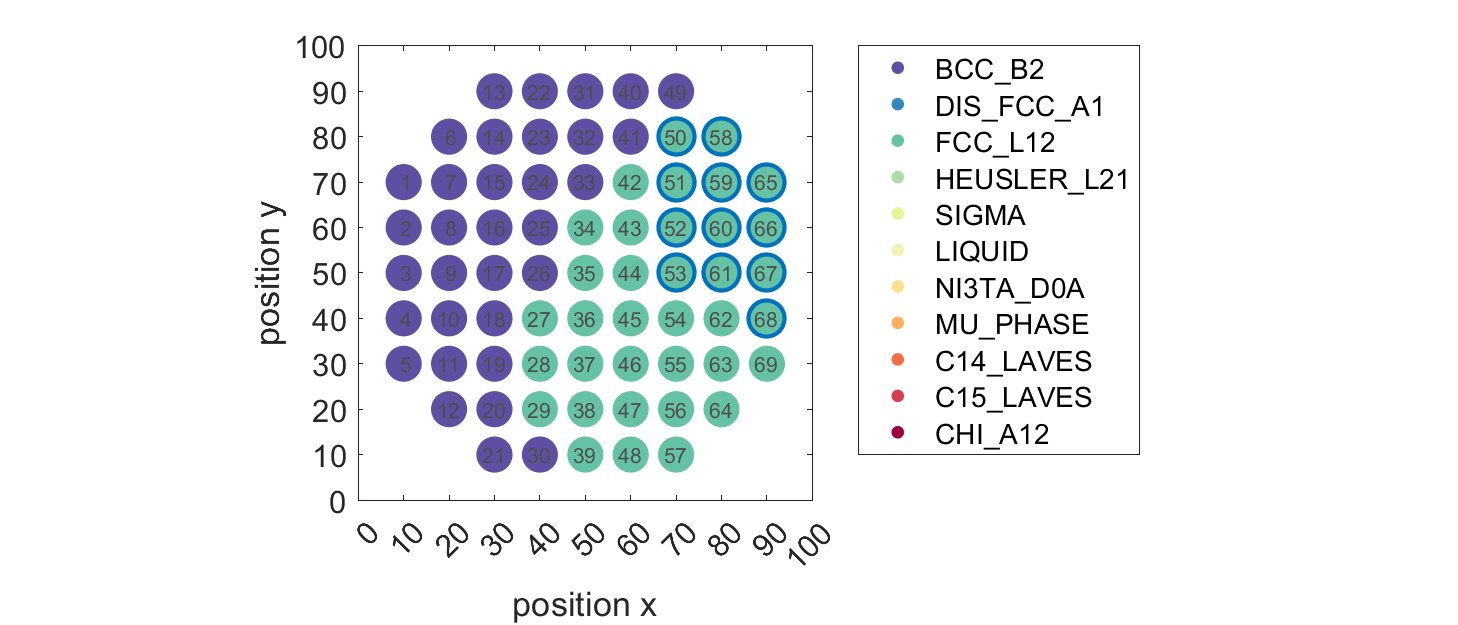 100
90
80
70
60
50
40
30
20
10
0
position y
13 22 31 40 49
6 14 23 32 41 50 58
1 7 15 24 33 42 51 59 65
2 8 16 25 34 43 52 60 66
3 9 17 26 35 44 53 61 67
4 10 18 27 36 45 54 62 68
5 11 19 28 37 46 55 63 69
12 20 29 38 47 56 64
21 30 39 48 57
0 10 20 30 40 50 60 70 80 90 100
position x
BCC_B2
DIS_FCC_A1
FCC_L12
HEUSLER_L21
SIGMA
LIQUID
NI3TA_D0A
MU_PHASE
C14_LAVES
C15_LAVES
CHI_A12